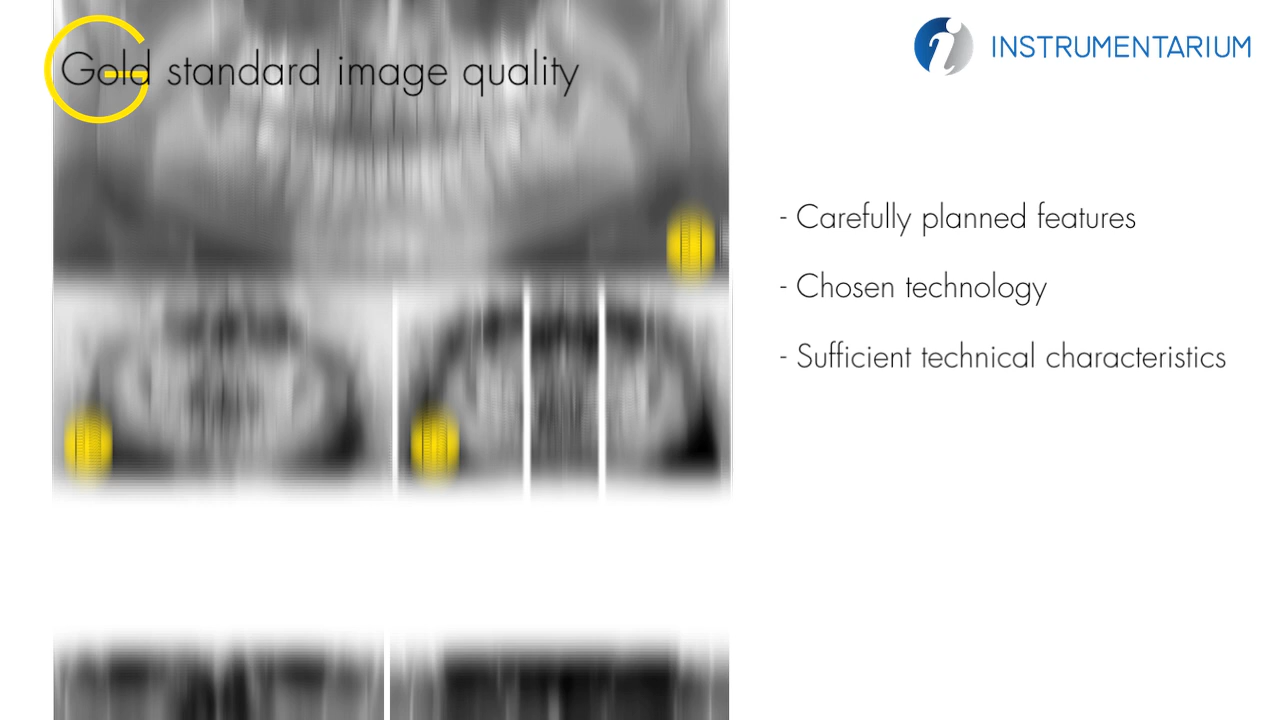 Gold standard image quality
INSTRUMENTARIUM
- Carefully planned features
- Chosen technology
- Sufficient technical characteristics